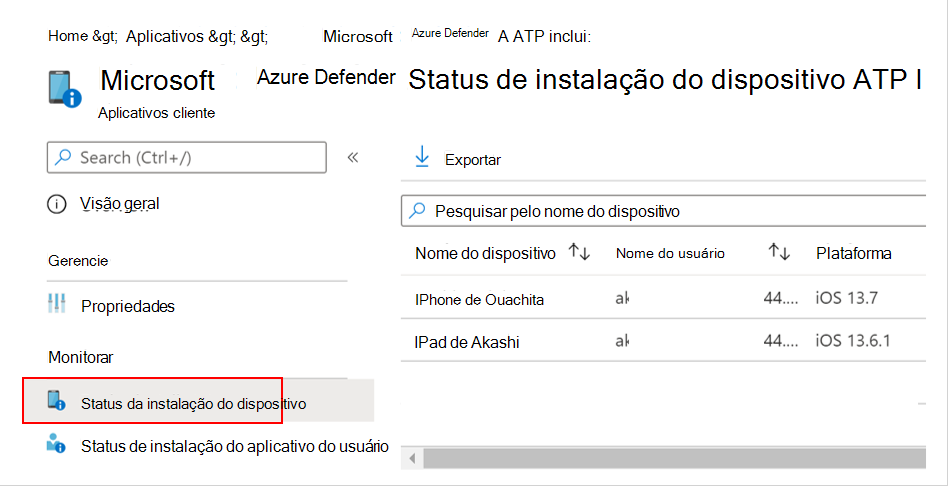 Home &gt; Aplicativos &gt; &gt; Microsoft Azure Defender A ATP inclui:
Microsoft Azure Defender Status de instalação do dispositivo ATP I
Aplicativos cliente
Search (Ctrl+/) «
Exportar
Visão geral
Pesquisar pelo nome do dispositivo
Gerencie
Nome do dispositivo ↑↓ Nome do usuário ↑↓ Plataforma
Propriedades
IPhone de Ouachita ak 44.... iOS 13.7
IPad de Akashi ak 44.... iOS 13.6.1
Monitorar
Status da instalação do dispositivo
Status de instalação do aplicativo do usuário